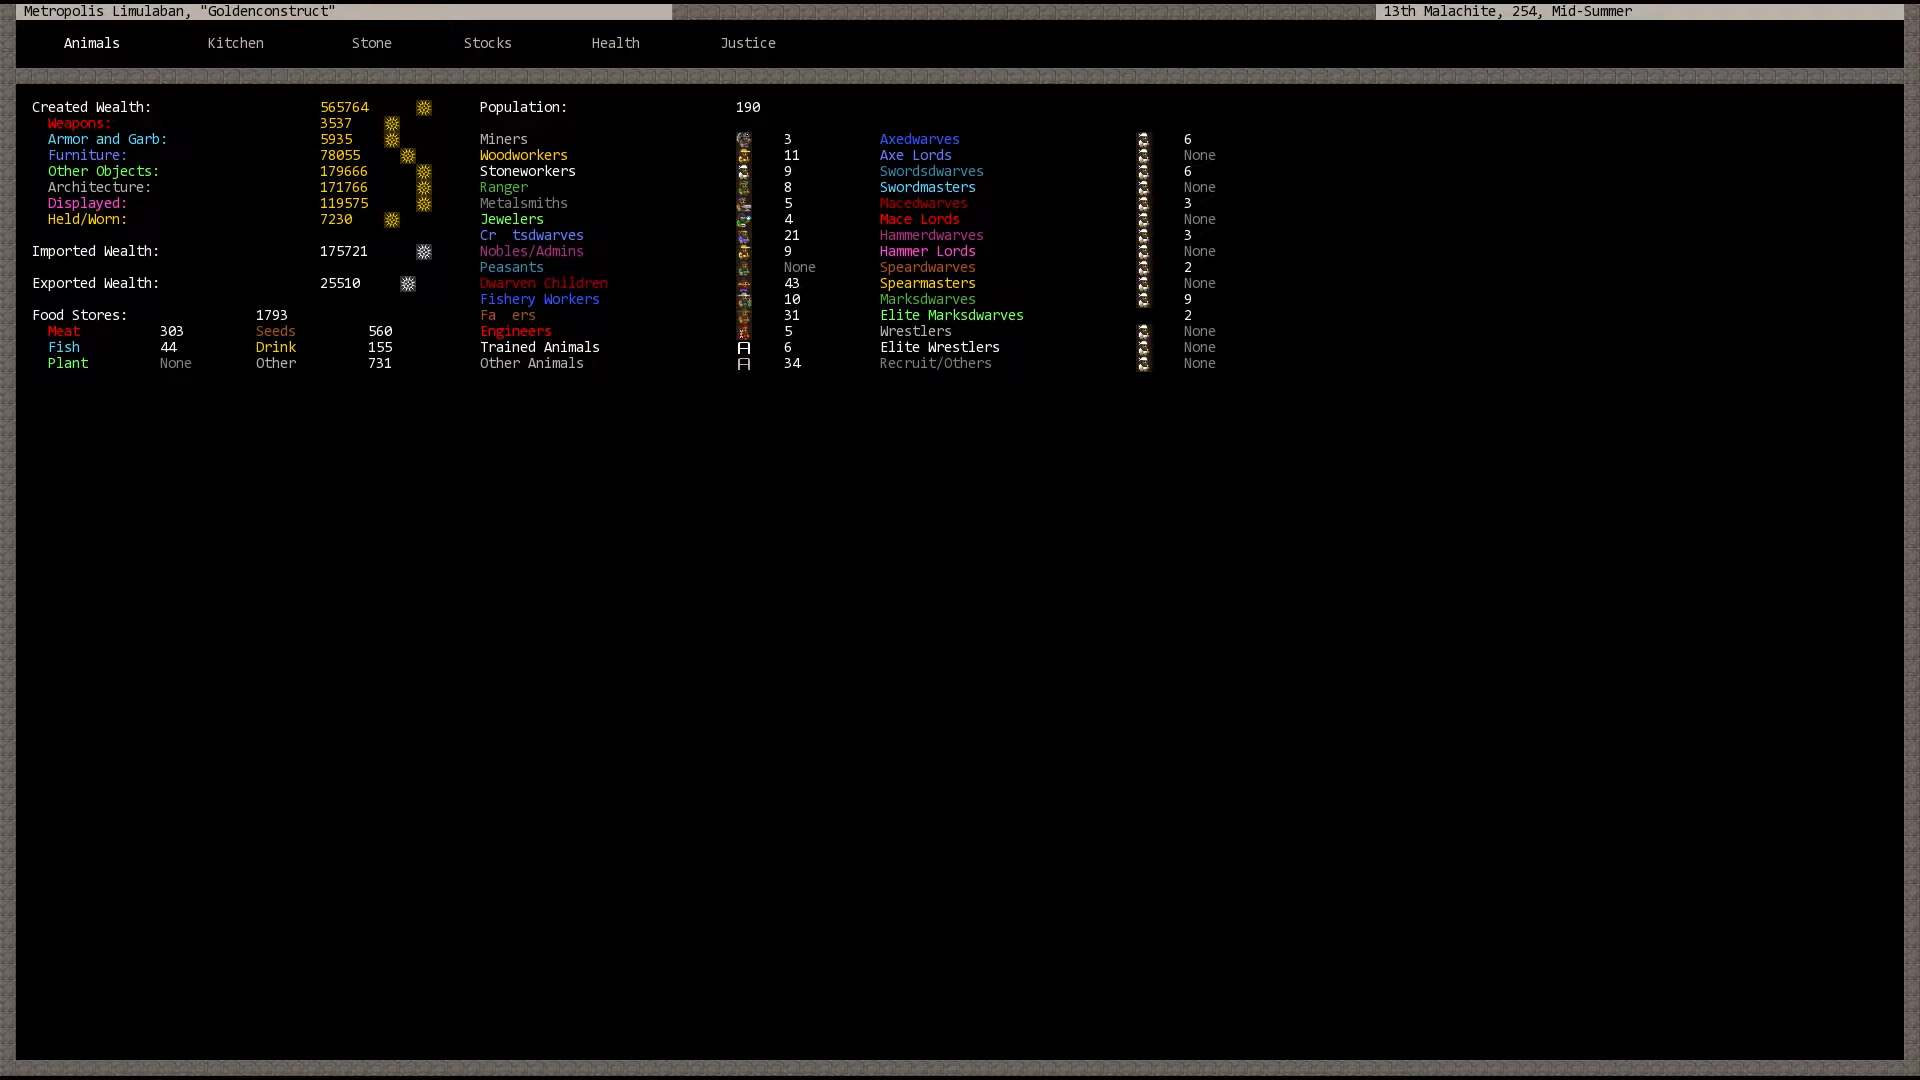 Metropolis Limulaban, "Goldenconstruct" 13th Malachite, 254, Mid-Summer
Animals Kitchen Stone Stocks Health Justice
Created Wealth: 565764 Population: 190
Weapons: 3537
Armor and Garb: 5935 Miners 3 Axedwarves 6
Furniture: 78055 Woodworkers 11 Axe Lords None
Other Objects: 179666 Stoneworkers 9 Swordsdwarves 6
Architecture: 171766 Ranger 8 Swordmasters None
Displayed: 119575 Metalsmiths 5 Macedwarves 3
Held/Worn: 7230 Jewelers 4 Mace Lords None
Cr tsdwarves 21 Hammerdwarves 3
Imported Wealth: 175721 Nobles/Admins 9 Hammer Lords None
Peasants None Speardwarves 2
Exported Wealth: 25510 Dwarven Children 43 Spearmasters None
Fishery Workers 10 Marksdwarves 9
Food Stores: 1793 Fa ers 31 Elite Marksdwarves 2
Meat 303 Seeds 560 Engineers 5 Wrestlers None
Fish 44 Drink 155 Trained Animals A 6 Elite Wrestlers None
Plant None Other 731 Other Animals A 34 Recruit/Others None